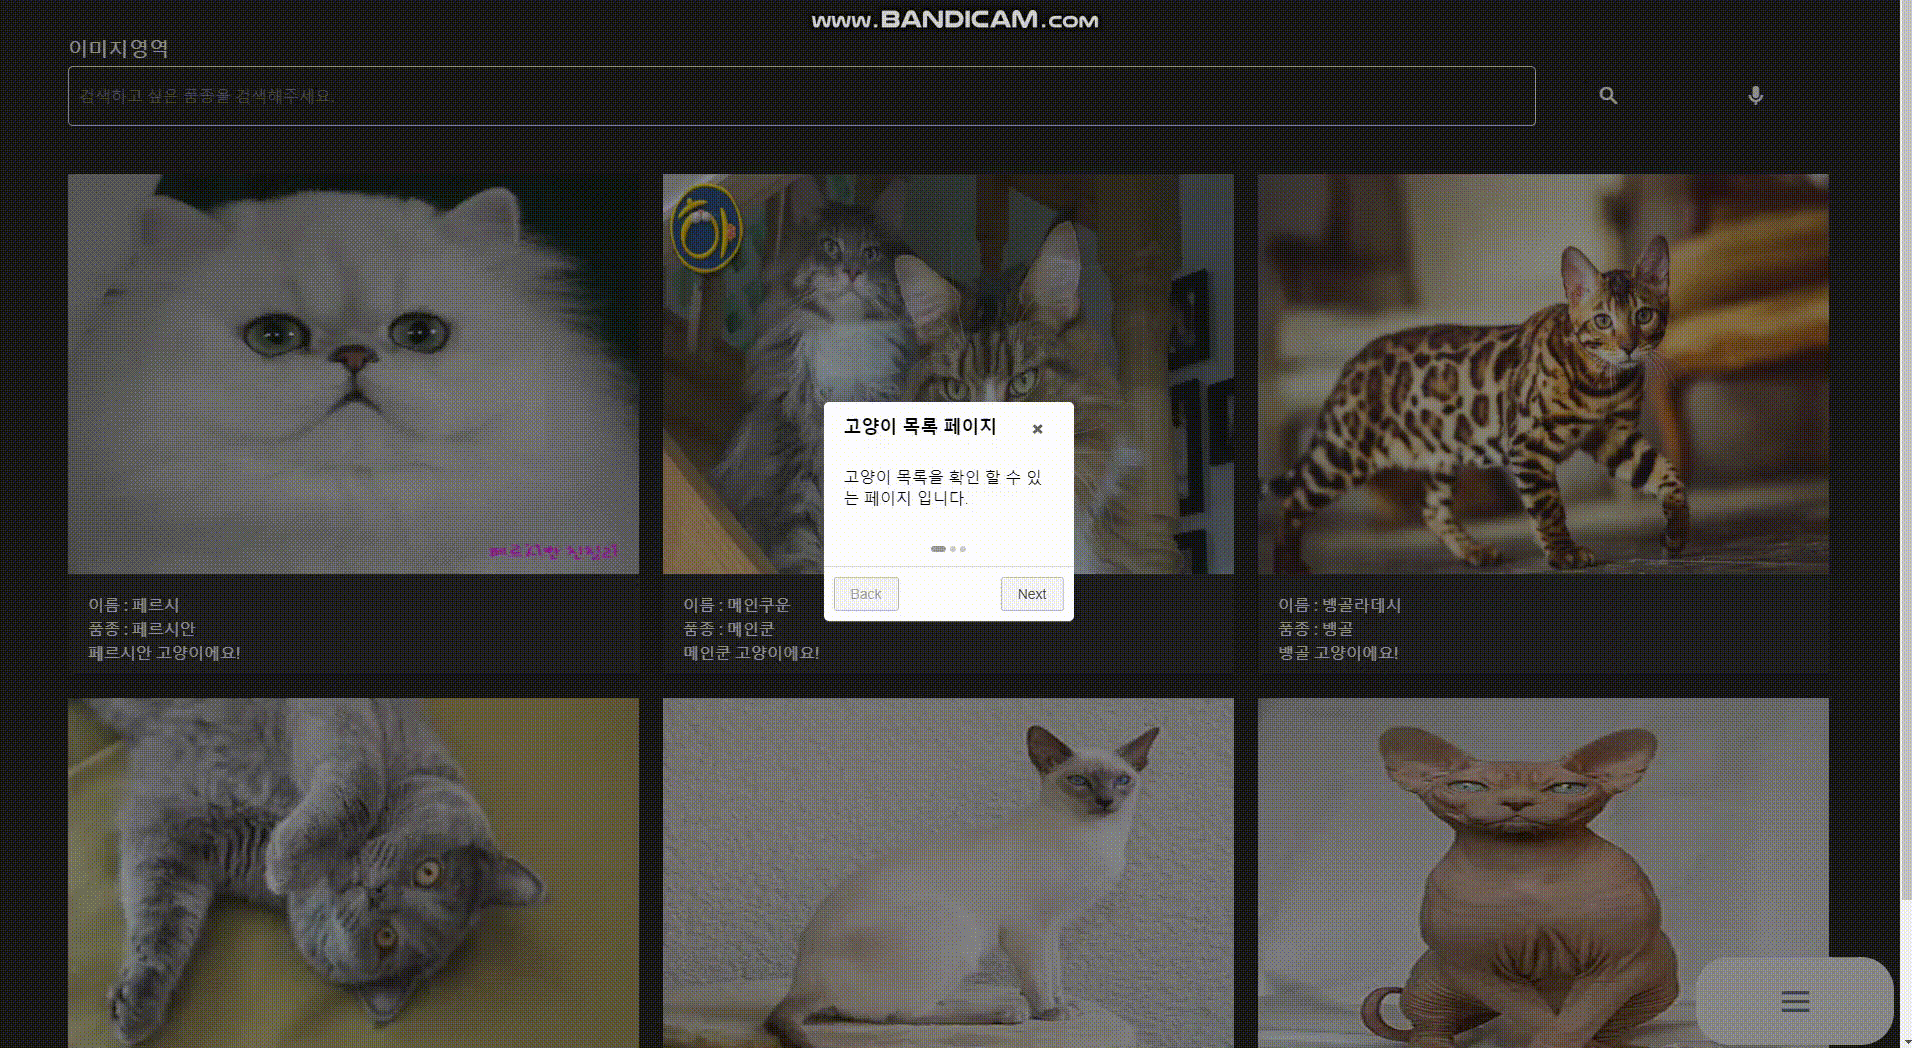 www.BANDICAM.com
이미지영역
검색하고 싶은 품종을 검색해주세요.
하
페르시안 친칠라
고양이 목록 페이지
×
고양이 목록을 확인 할 수 있
는 페이지 입니다.
Back
Next
이름 : 페르시
품종 : 페르시안
페르시안 고양이에요!
이름 : 메인쿠운
품종 : 메인쿤
메인쿤 고양이에요!
이름 : 뱅골라데시
품종 : 뱅골
뱅골 고양이에요!